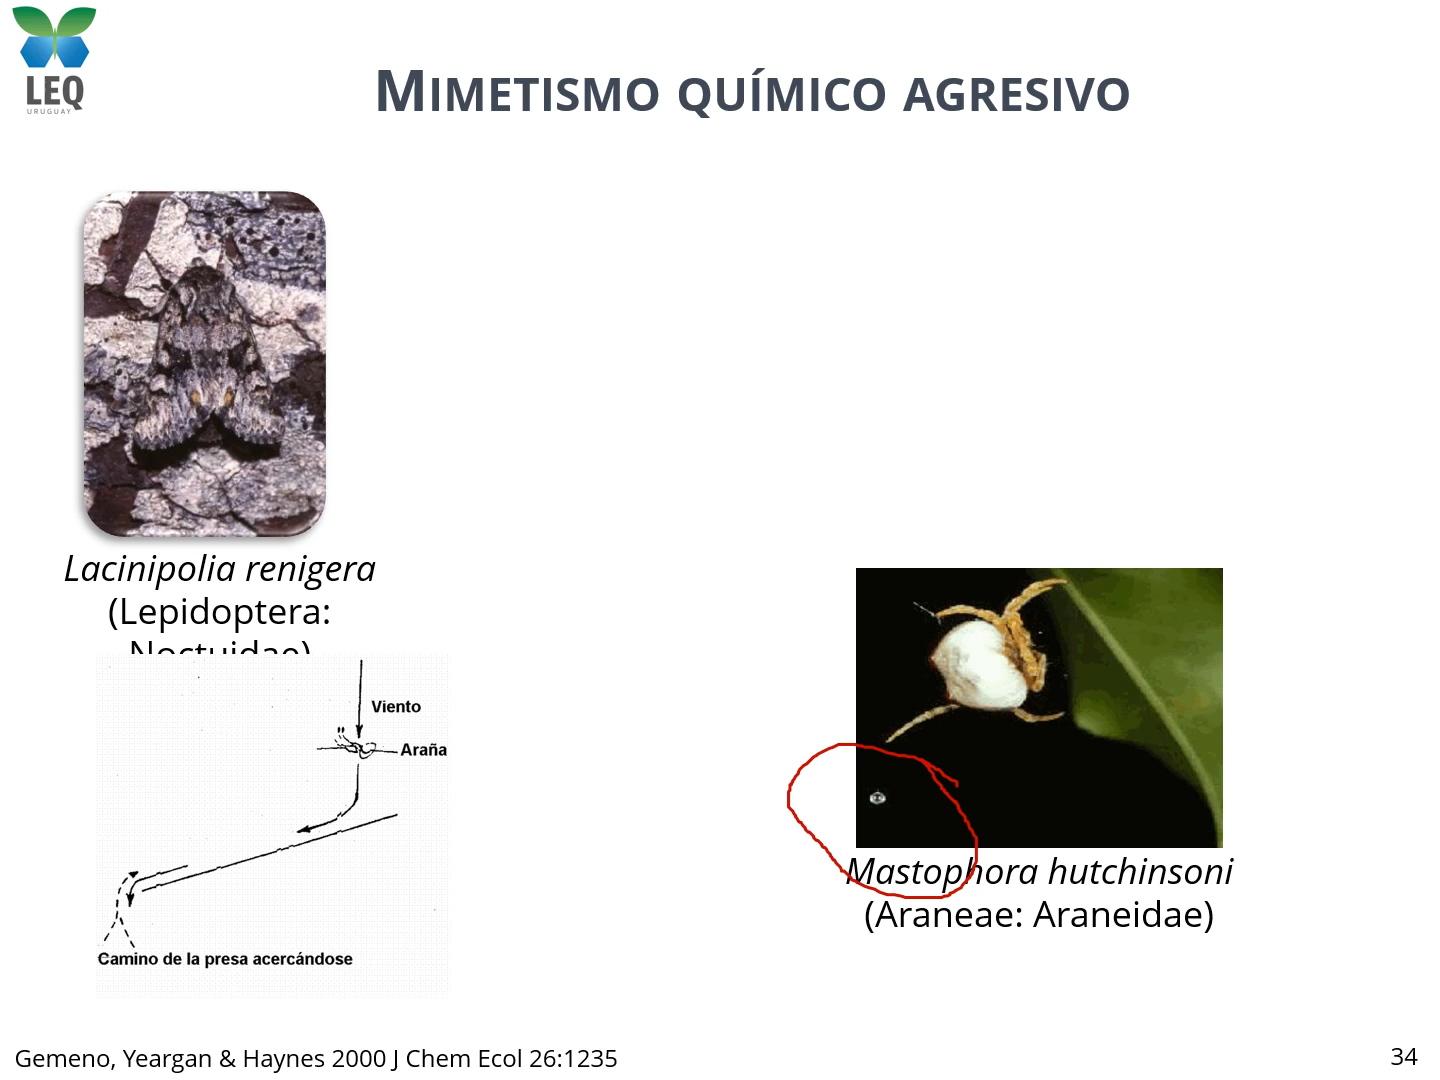 LEQ
URUGUAY
MIMETISMO QUÍMICO AGRESIVO
Lacinipolia renigera
(Lepidoptera:
Noctuidae)
Viento
Araña
Camino de la presa acercándose
Mastophora hutchinsoni
(Araneae: Araneidae)
Gemeno, Yeargan & Haynes 2000 J Chem Ecol 26:1235
34